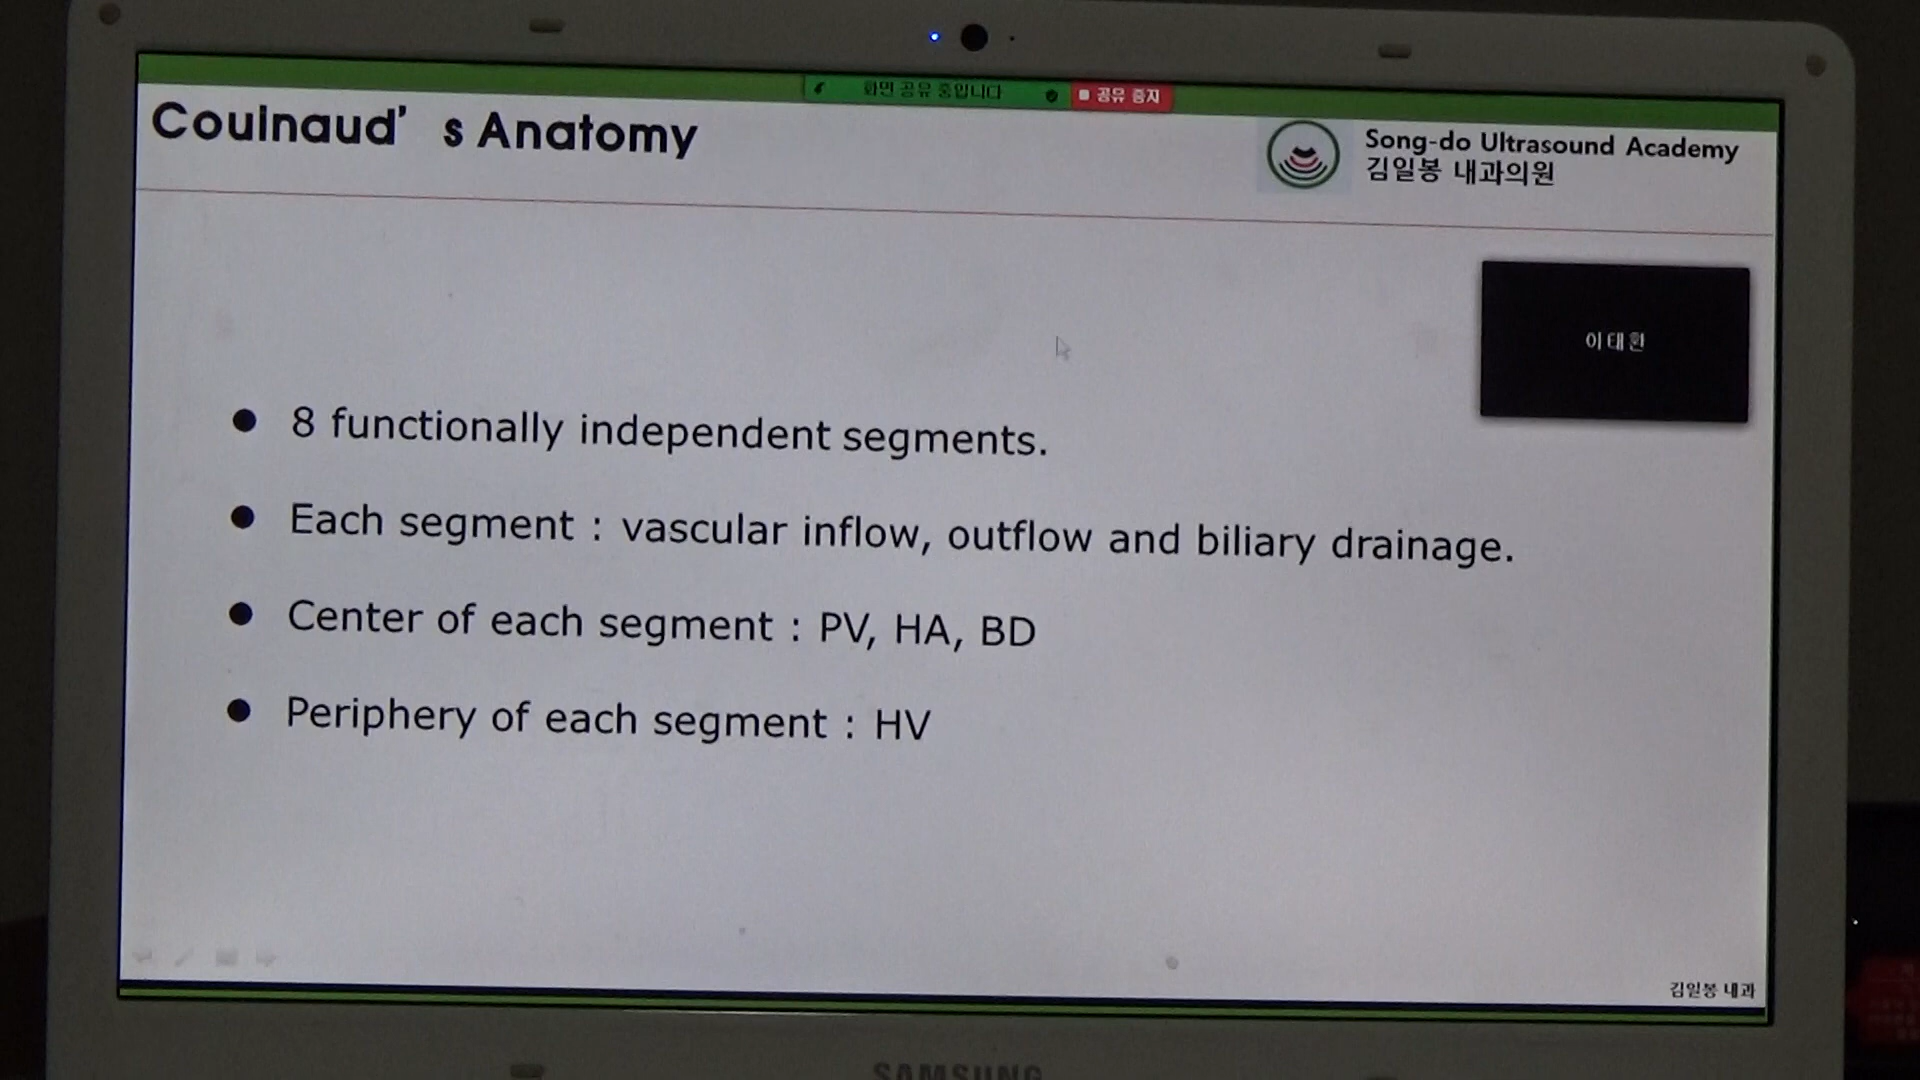 화면 공유 중입니다
공유 중지
Couinaud's Anatomy
Song-do Ultrasound Academy
김일봉 내과의원
이태환
● 8 functionally independent segments.
● Each segment : vascular inflow, outflow and biliary drainage.
● Center of each segment : PV, HA, BD
● Periphery of each segment : HV
김일봉 내과
SAMSUNG